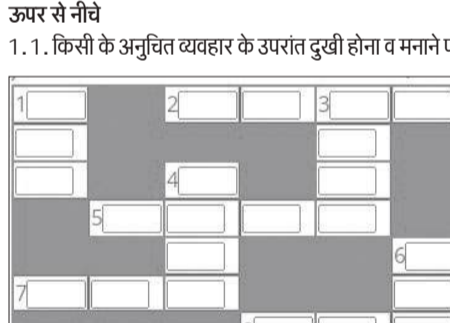 ऊपर से नीचे
1.1. किसी के अनुचित व्यवहार के उपरांत दुखी होना व मनाने
1 2 3
4
5
6
7